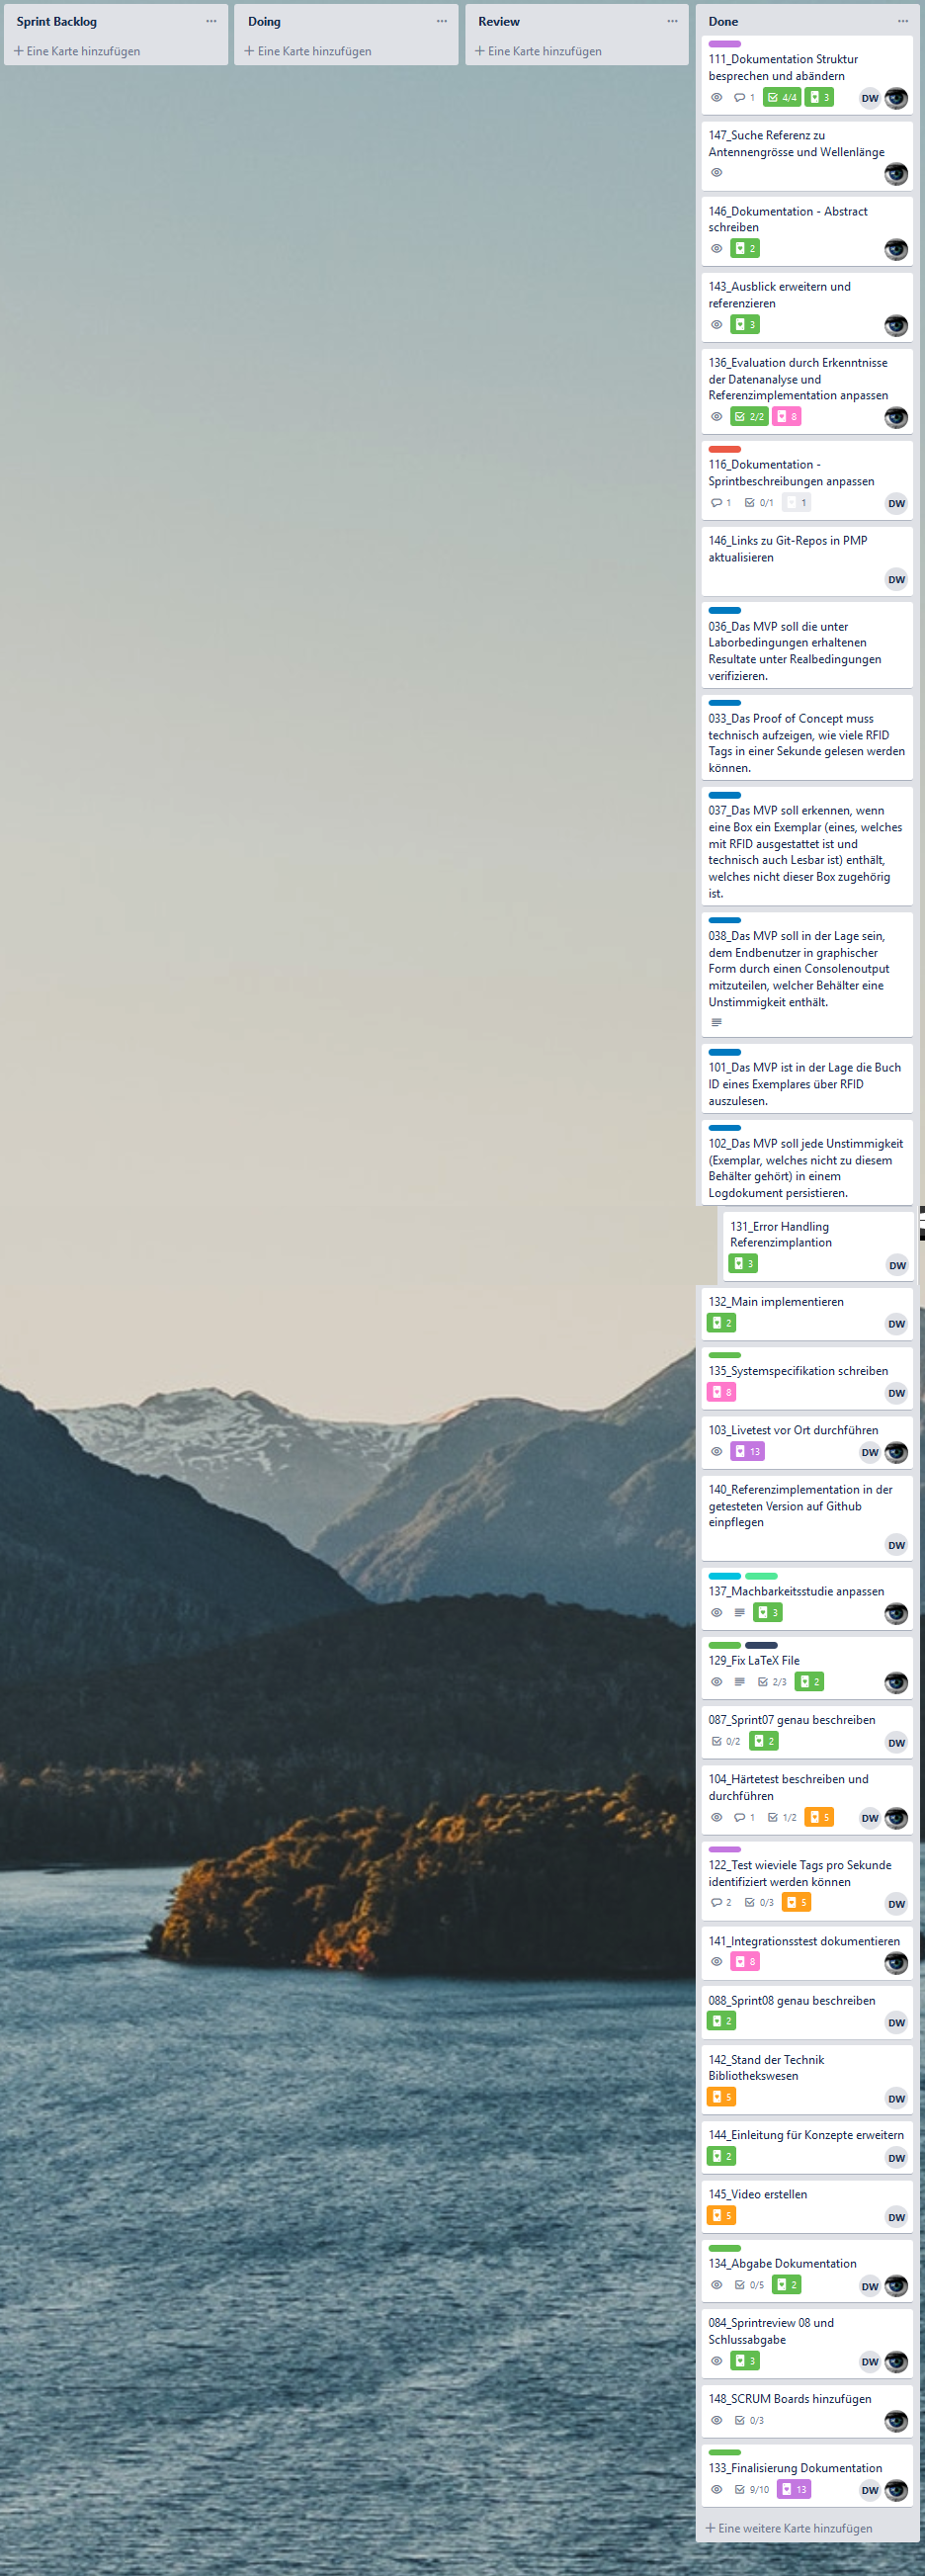 Sprint Backlog
Eine Karte hinzufügen
Doing
Eine Karte hinzufügen
Review
Eine Karte hinzufügen
Done
111_Dokumentation Struktur
besprechen und abändern
1 4/4 3 DW
147_Suche Referenz zu
Antennengrösse und Wellenlänge
146_Dokumentation - Abstract
schreiben
2
143_Ausblick erweitern und
referenzieren
3
136_Evaluation durch Erkenntnisse
der Datenanalyse und
Referenzimplementation anpassen
2/2 8
116_Dokumentation -
Sprintbeschreibungen anpassen
1 0/1 1 DW
146_Links zu Git-Repos in PMP
aktualisieren
DW
036_Das MVP soll die unter
Laborbedingungen erhaltenen
Resultate unter Realbedingungen
verifizieren.
033_Das Proof of Concept muss
technisch aufzeigen, wie viele RFID
Tags in einer Sekunde gelesen werden
können.
037_Das MVP soll erkennen, wenn
eine Box ein Exemplar (eines, welches
mit RFID ausgestattet ist und
technisch auch Lesbar ist) enthält,
welches nicht dieser Box zugehörig
ist.
038_Das MVP soll in der Lage sein,
dem Endbenutzer in graphischer
Form durch einen Consolenoutput
mitzuteilen, welcher Behälter eine
Unstimmigkeit enthält.
101_Das MVP ist in der Lage die Buch
ID eines Exemplares über RFID
auszulesen.
102_Das MVP soll jede Unstimmigkeit
(Exemplar, welches nicht zu diesem
Behälter gehört) in einem
Logdokument persistieren.
131_Error Handling
Referenzimplantion
3 DW
132_Main implementieren
2 DW
135_Systemspecifikation schreiben
8 DW
103_Livetest vor Ort durchführen
13 DW
140_Referenzimplementation in der
getesteten Version auf Github
einpflegen
DW
137_Machbarkeitsstudie anpassen
3
129_Fix LaTeX File
2/3 2
087_Sprint07 genau beschreiben
0/2 2 DW
104_Härtetest beschreiben und
durchführen
1 1/2 5 DW
122_Test wieviele Tags pro Sekunde
identifiziert werden können
2 0/3 5 DW
141_Integrationsstest dokumentieren
8
088_Sprint08 genau beschreiben
2 DW
142_Stand der Technik
Bibliothekswesen
5 DW
144_Einleitung für Konzepte erweitern
2 DW
145_Video erstellen
5 DW
134_Abgabe Dokumentation
0/5 2 DW
084_Sprintreview 08 und
Schlussabgabe
3 DW
148_SCRUM Boards hinzufügen
0/3
133_Finalisierung Dokumentation
9/10 13 DW
Eine weitere Karte hinzufügen